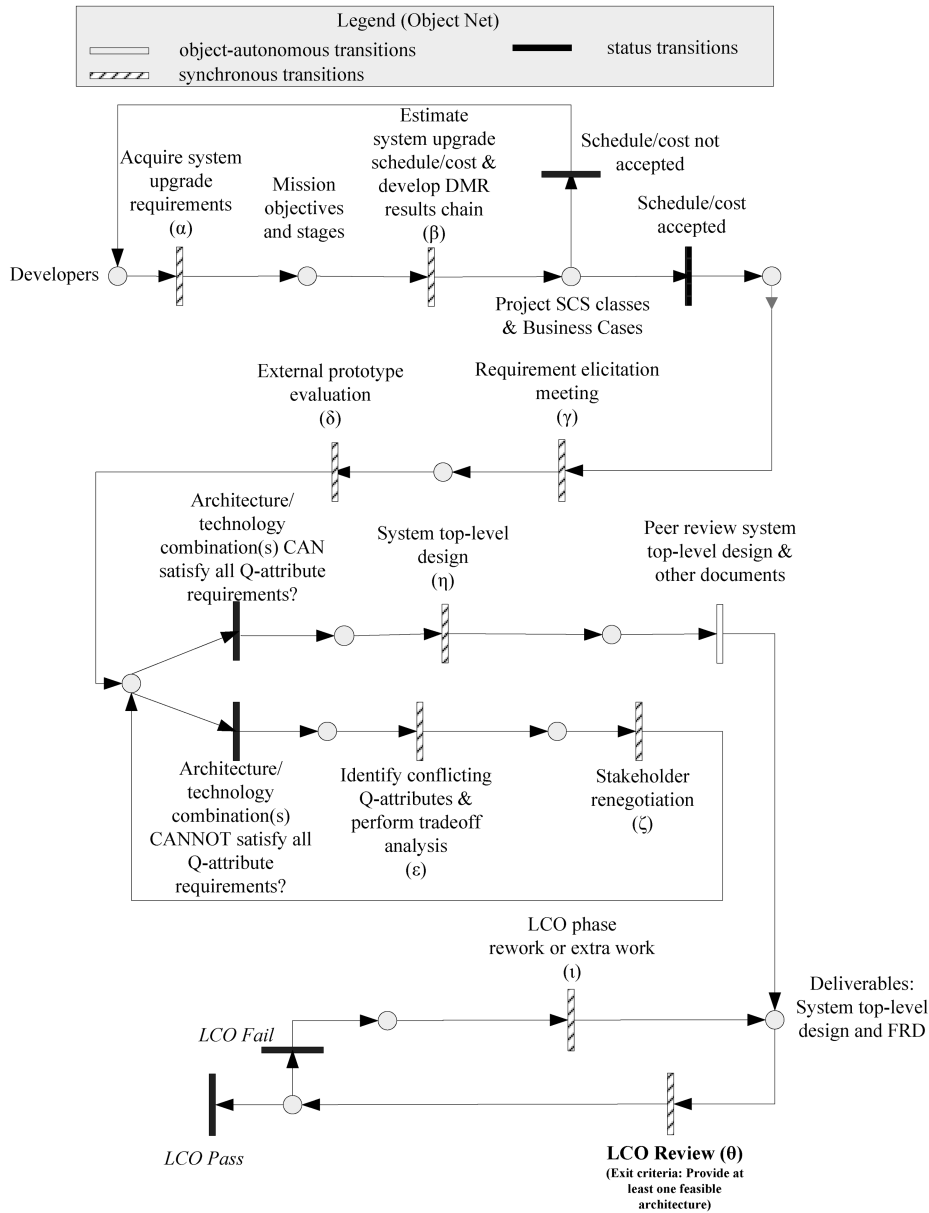 Legend (Object Net)
object-autonomous transitions
status transitions
synchronous transitions
Estimate
system upgrade
schedule/cost &
develop DMR
results chain
(β)
Schedule/cost not
accepted
Acquire system
upgrade
requirements
(α)
Mission
objectives
and stages
Schedule/cost
accepted
Developers
Project SCS classes
& Business Cases
External prototype
evaluation
(δ)
Requirement elicitation
meeting
(γ)
Architecture/
technology
combination(s) CAN
satisfy all Q-attribute
requirements?
System top-level
design
(η)
Peer review system
top-level design &
other documents
Architecture/
technology
combination(s)
CANNOT satisfy all
Q-attribute
requirements?
Identify conflicting
Q-attributes &
perform tradeoff
analysis
(ε)
Stakeholder
renegotiation
(ζ)
LCO phase
rework or extra work
(ι)
Deliverables:
System top-level
design and FRD
LCO Fail
LCO Pass
LCO Review (θ)
(Exit criteria: Provide at
least one feasible
architecture)